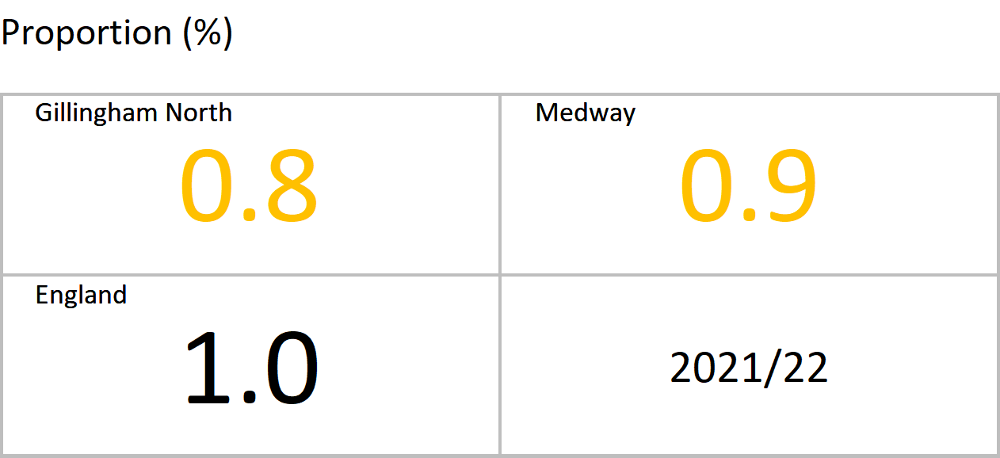 Proportion (%)
Gillingham North
0.8
Medway
0.9
England
1.0
2021/22